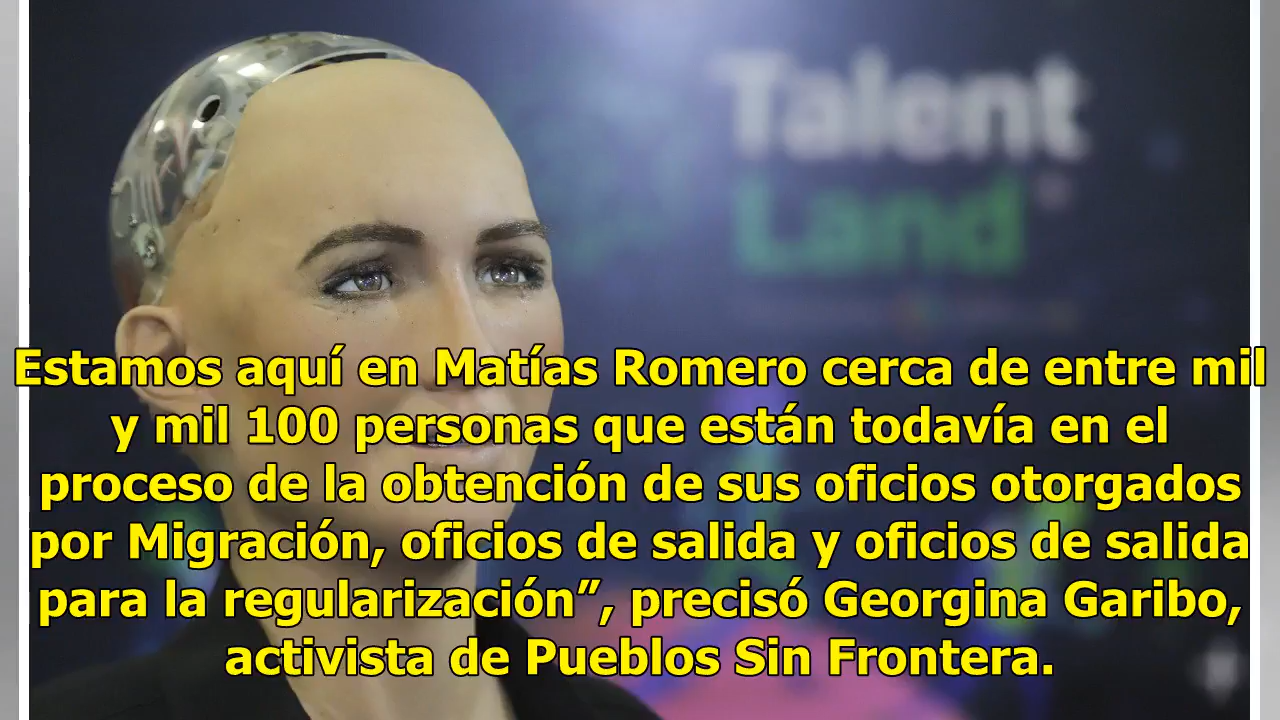 Talent
Land
Estamos aquí en Matías Romero cerca de entre mil
y mil 100 personas que están todavía en el
proceso de la obtención de sus oficios otorgados
por Migración, oficios de salida y oficios de salida
para la regularización”, precisó Georgina Garibo,
activista de Pueblos Sin Frontera.